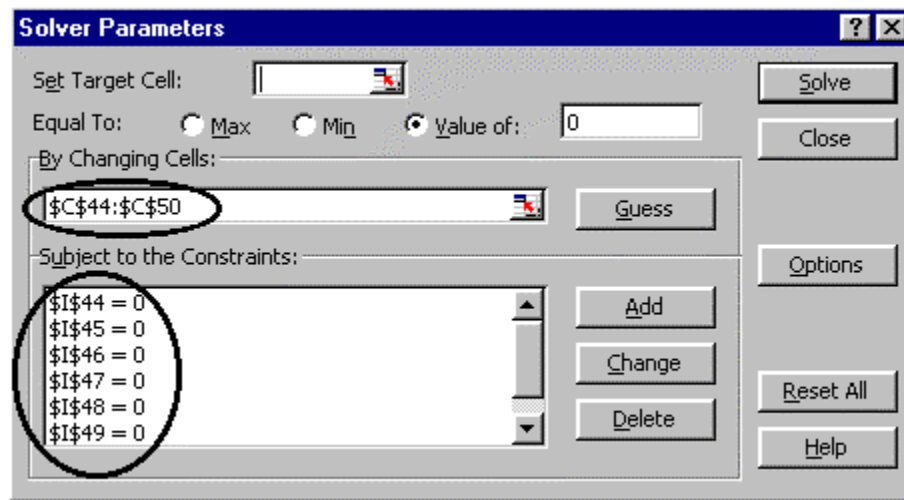 Solver Parameters ? ×
Set Target Cell:
Solve
Equal To: Max Min Value of: 0
Close
By Changing Cells:
$C$44:$C$50
Guess
Subject to the Constraints:
Options
$I$44 = 0
Add
$I$45 = 0
$I$46 = 0
$I$47 = 0
Change
$I$48 = 0
Reset All
$I$49 = 0
Delete
Help